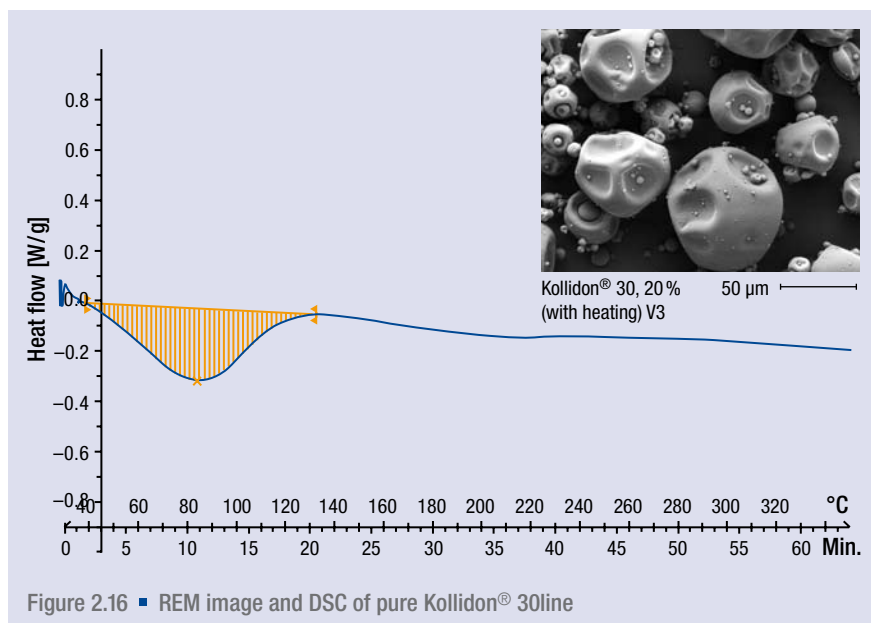 Heat flow [W/g]
0.8
0.6
0.4
0.2
0.0
−0.2
−0.4
−0.6
−0.8
Kollidon® 30, 20 % 50 µm
(with heating) V3
40 60 80 100 120 140 160 180 200 220 240 260 280 300 320 °C
0 5 10 15 20 25 30 35 40 45 50 55 60 Min.
Figure 2.16 ■ REM image and DSC of pure Kollidon® 30line